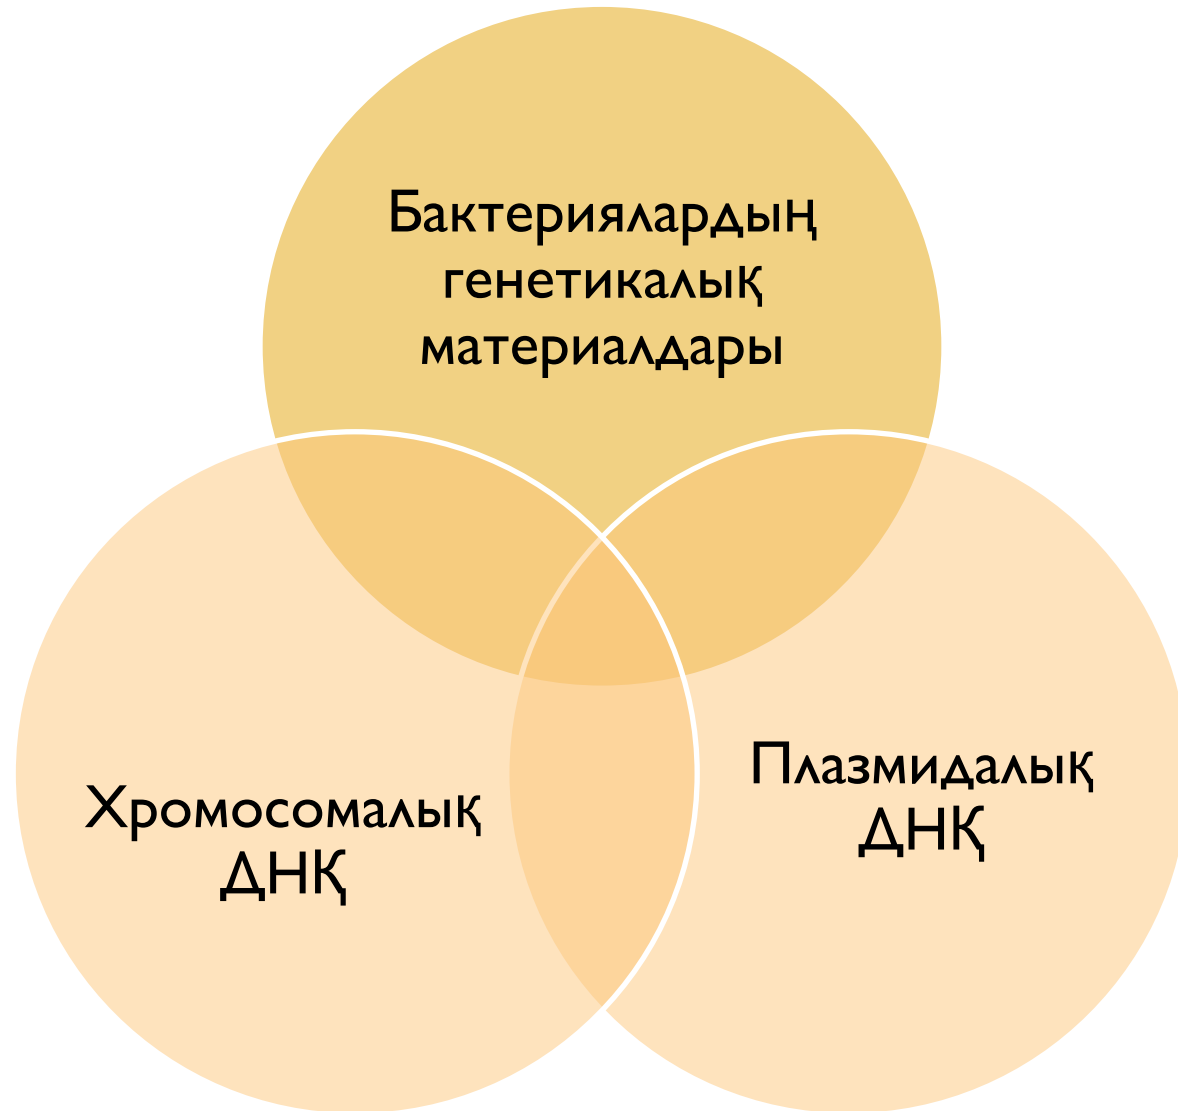 Бактериялардың
генетикалық
материалдары
Хромосомалық
ДНҚ
Плазмидалық
ДНҚ